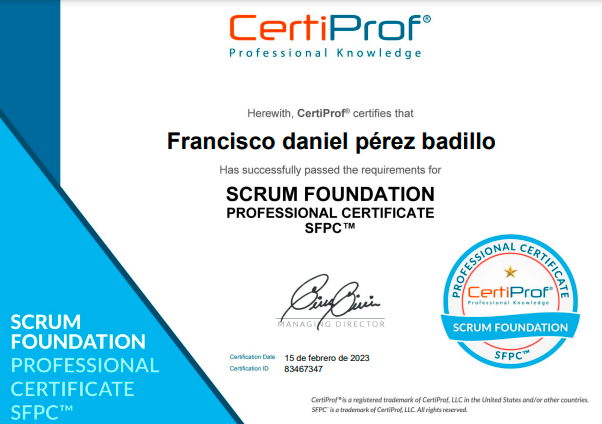 CertiProf®
Professional Knowledge
Herewith, CertiProf® certifies that
Francisco daniel pérez badillo
Has successfully passed the requirements for
SCRUM FOUNDATION
PROFESSIONAL CERTIFICATE
SFPC™
MANAGING DIRECTOR
PROFESSIONAL CERTIFICATE
CertiProf®
Professional Knowledge
SCRUM FOUNDATION
SFPC™
SCRUM
FOUNDATION
PROFESSIONAL
CERTIFICATE
SFPC™
Certification Date 15 de febrero de 2023
Certification ID 83467347
CertiProf® is a registered trademark of CertiProf, LLC in the United States and/or other countries.
SFPC™ is a trademark of CertiProf, LLC. All rights reserved.